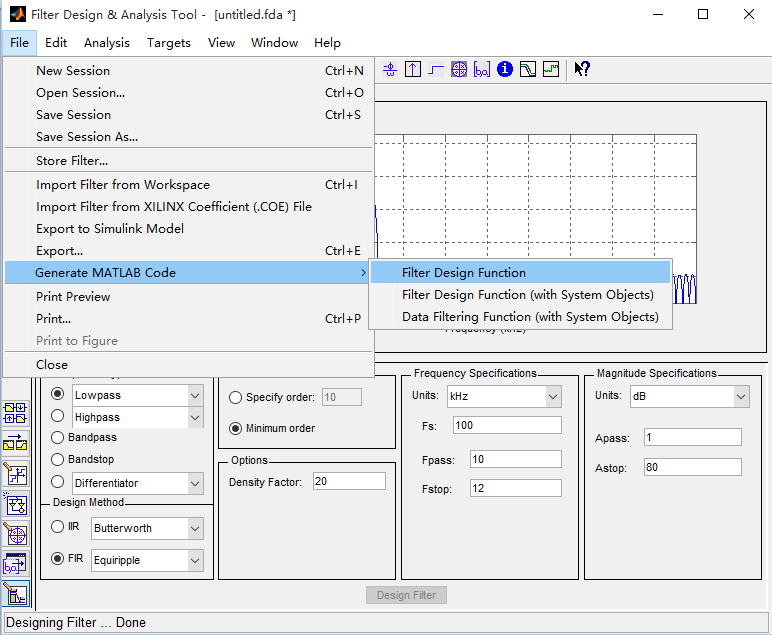 Filter Design & Analysis Tool - [untitled.fda *]
File Edit Analysis Targets View Window Help
New Session Ctrl+N
Open Session... Ctrl+O
Save Session Ctrl+S
Save Session As...
Store Filter...
Import Filter from Workspace Ctrl+I
Import Filter from XILINX Coefficient (.COE) File
Export to Simulink Model
Export... Ctrl+E
Generate MATLAB Code >
Filter Design Function
Filter Design Function (with System Objects)
Data Filtering Function (with System Objects)
Print Preview
Print... Ctrl+P
Print to Figure
Close
Frequency (kHz)
Lowpass
Highpass
Bandpass
Bandstop
Differentiator
Design Method
IIR Butterworth
FIR Equiripple
Specify order: 10
Minimum order
Options
Density Factor: 20
Frequency Specifications
Units: kHz
Fs: 100
Fpass: 10
Fstop: 12
Magnitude Specifications
Units: dB
Apass: 1
Astop: 80
Design Filter
Designing Filter ... Done